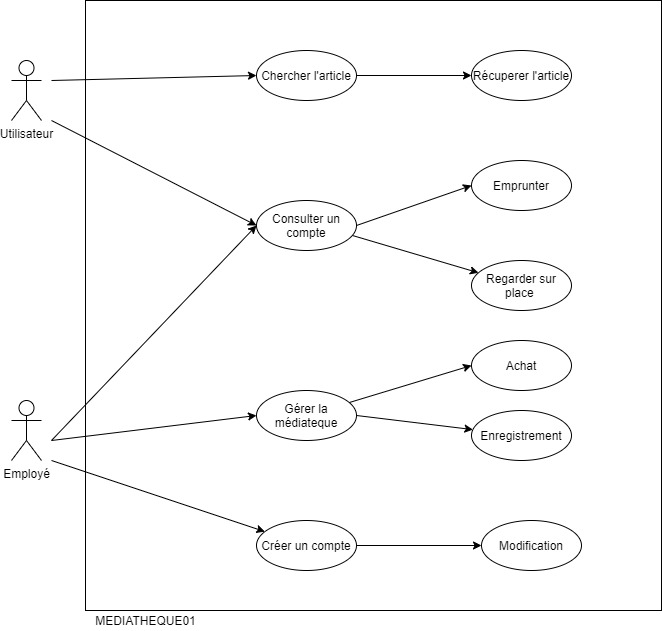 Chercher l'article
Récuperer l'article
Utilisateur
Emprunter
Consulter un
compte
Regarder sur
place
Achat
Gérer la
médiateque
Enregistrement
Employé
Créer un compte
Modification
MEDIATHEQUE01